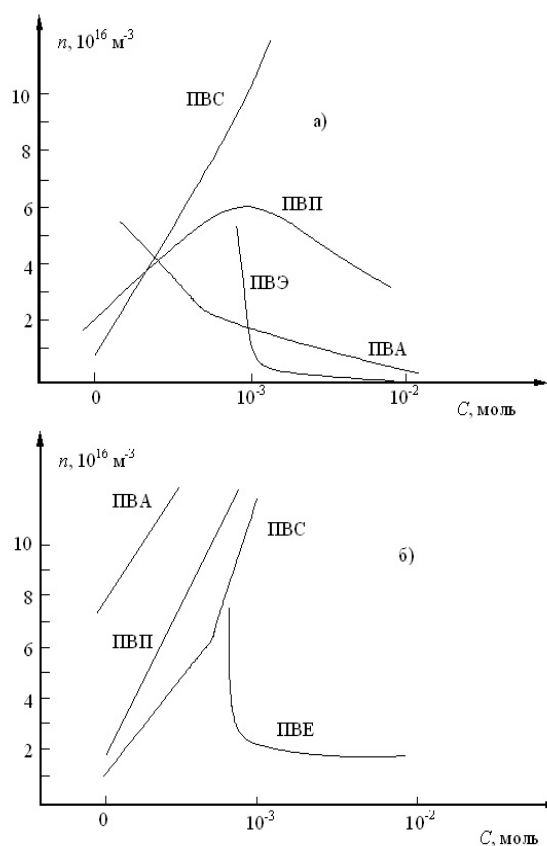 n, 10¹⁶ м⁻³
ПВС
а)
10
8
ПВП
6
4
ПВЭ
2
ПВА
0
10⁻³
10⁻²
С, моль
n, 10¹⁶ м⁻³
ПВА
ПВС
10
б)
8
ПВП
6
4
ПВЕ
2
0
10⁻³
10⁻²
С, моль